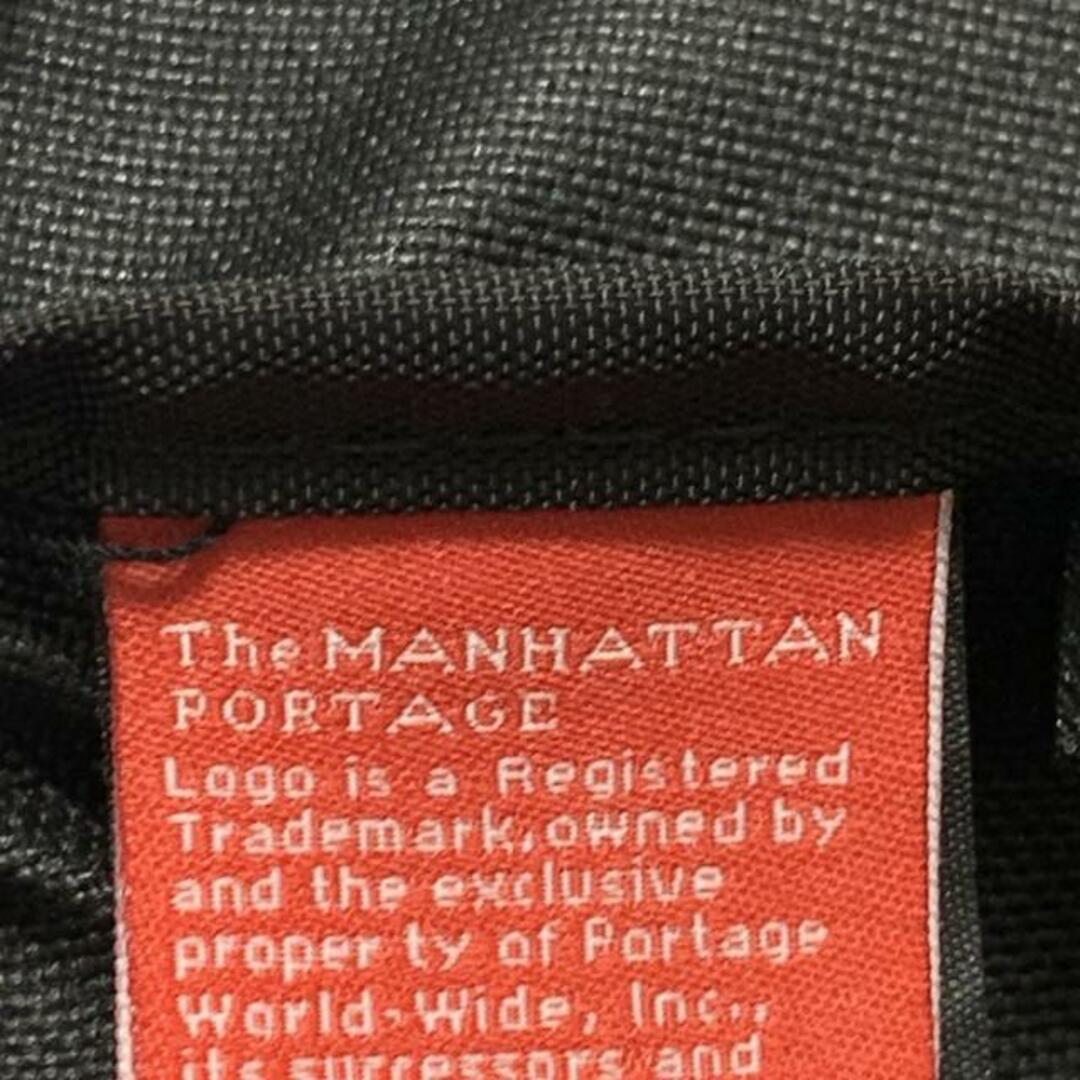 The MANHATTAN
PORTAGE
Logo is a Registered
Trademark,owned by
and the exclusive
property of Portage
World-Wide, Inc.,
its successors and